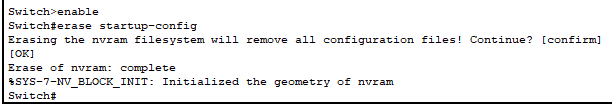 Switch>enable
Switch#erase startup-config
Erasing the nvram filesystem will remove all configuration files! Continue? [confirm]
[OK]
Erase of nvram: complete
%SYS-7-NV_BLOCK_INIT: Initialized the geometry of nvram
Switch#